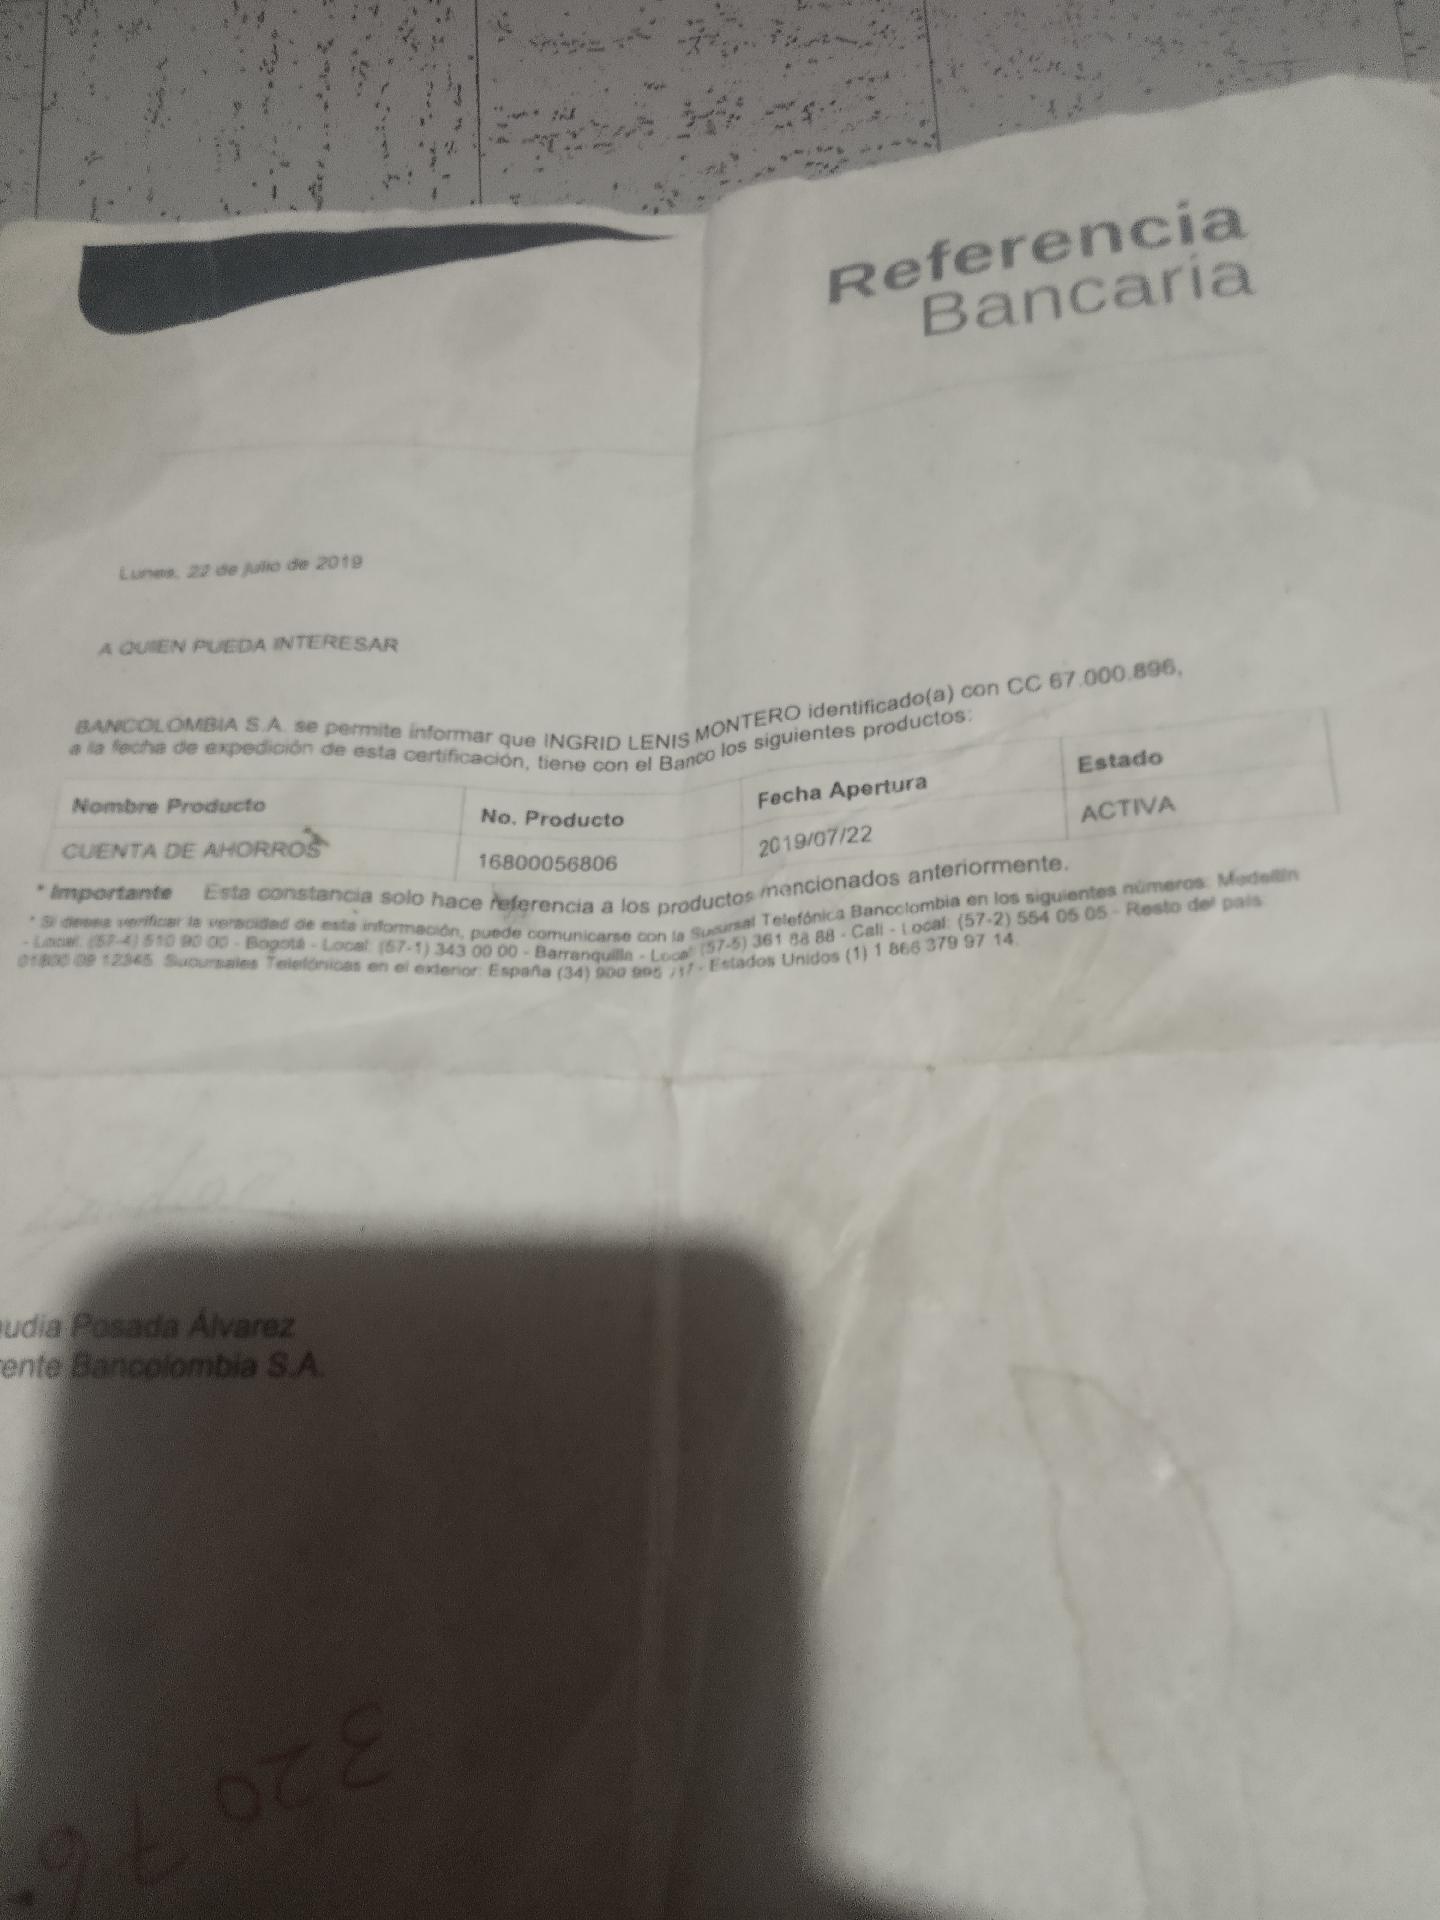 Referencia
Bancaria
Lunes, 22 de julio de 2019
A QUIEN PUEDA INTERESAR
BANCOLOMBIA S.A. se permite informar que INGRID LENIS MONTERO identificado(a) con CC 67.000.896,
a la fecha de expedición de esta certificación, tiene con el Banco los siguientes productos:
Nombre Producto No. Producto Fecha Apertura Estado
CUENTA DE AHORROS 16800056806 2019/07/22 ACTIVA
* Importante Esta constancia solo hace referencia a los productos mencionados anteriormente.
* Si desea verificar la veracidad de esta información, puede comunicarse con la Sucursal Telefónica Bancolombia en los siguientes números: Medellín
- Local: (57-4) 510 90 00 - Bogotá - Local: (57-1) 343 00 00 - Barranquilla - Local: (57-5) 361 88 88 - Cali - Local: (57-2) 554 05 05 - Resto del país:
01800 09 12345. Sucursales Telefónicas en el exterior: España (34) 900 995 717 - Estados Unidos (1) 1 866 379 97 14.
udia Posada Álvarez
ente Bancolombia S.A.
320 76